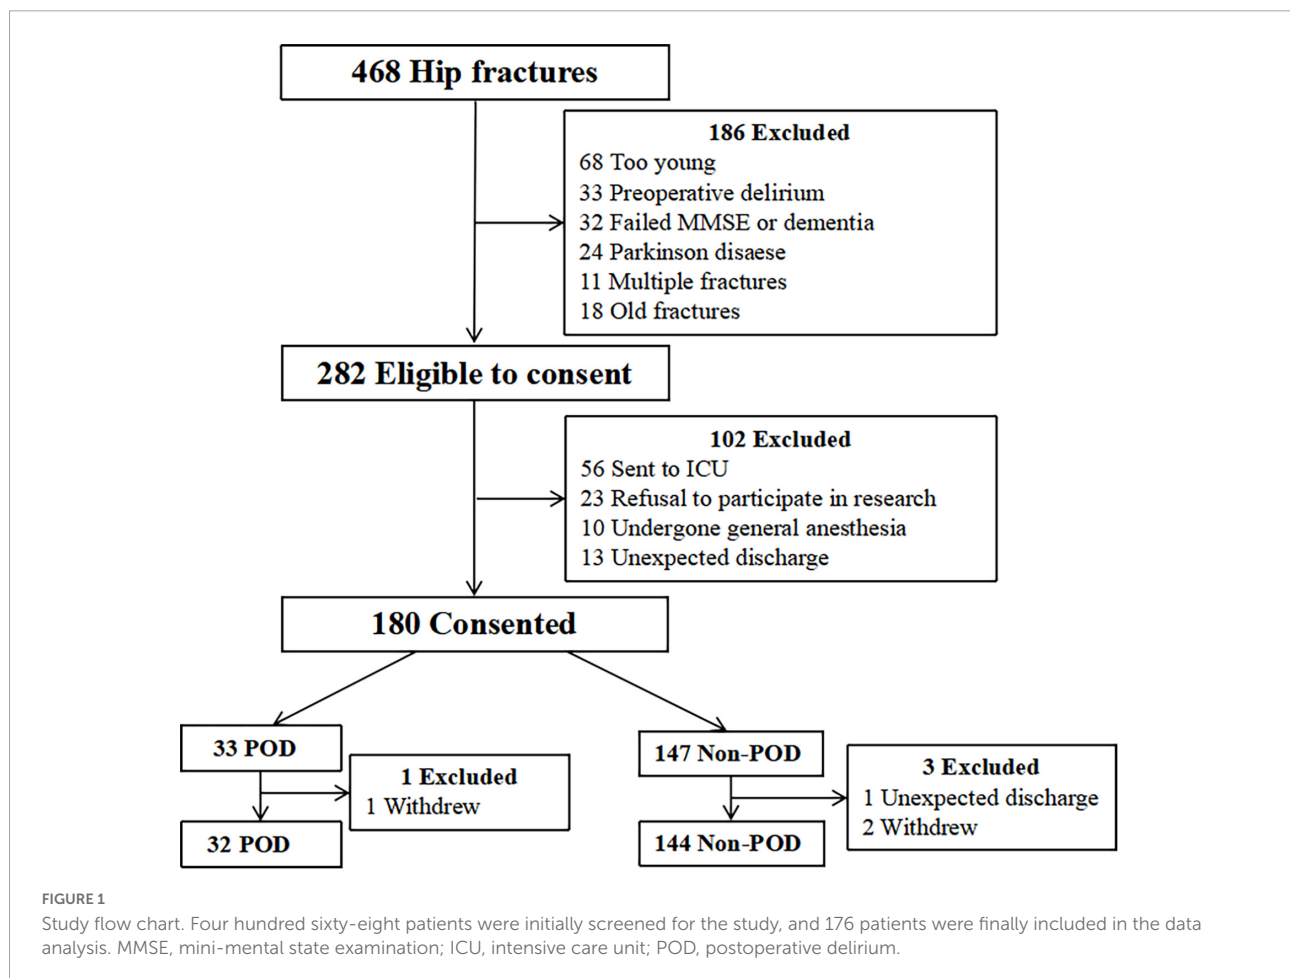 468 Hip fractures
186 Excluded
68 Too young
33 Preoperative delirium
32 Failed MMSE or dementia
24 Parkinson disaese
11 Multiple fractures
18 Old fractures
282 Eligible to consent
102 Excluded
56 Sent to ICU
23 Refusal to participate in research
10 Undergone general anesthesia
13 Unexpected discharge
180 Consented
33 POD
1 Excluded
1 Withdrew
32 POD
147 Non-POD
3 Excluded
1 Unexpected discharge
2 Withdrew
144 Non-POD
FIGURE 1
Study flow chart. Four hundred sixty-eight patients were initially screened for the study, and 176 patients were finally included in the data
analysis. MMSE, mini-mental state examination; ICU, intensive care unit; POD, postoperative delirium.